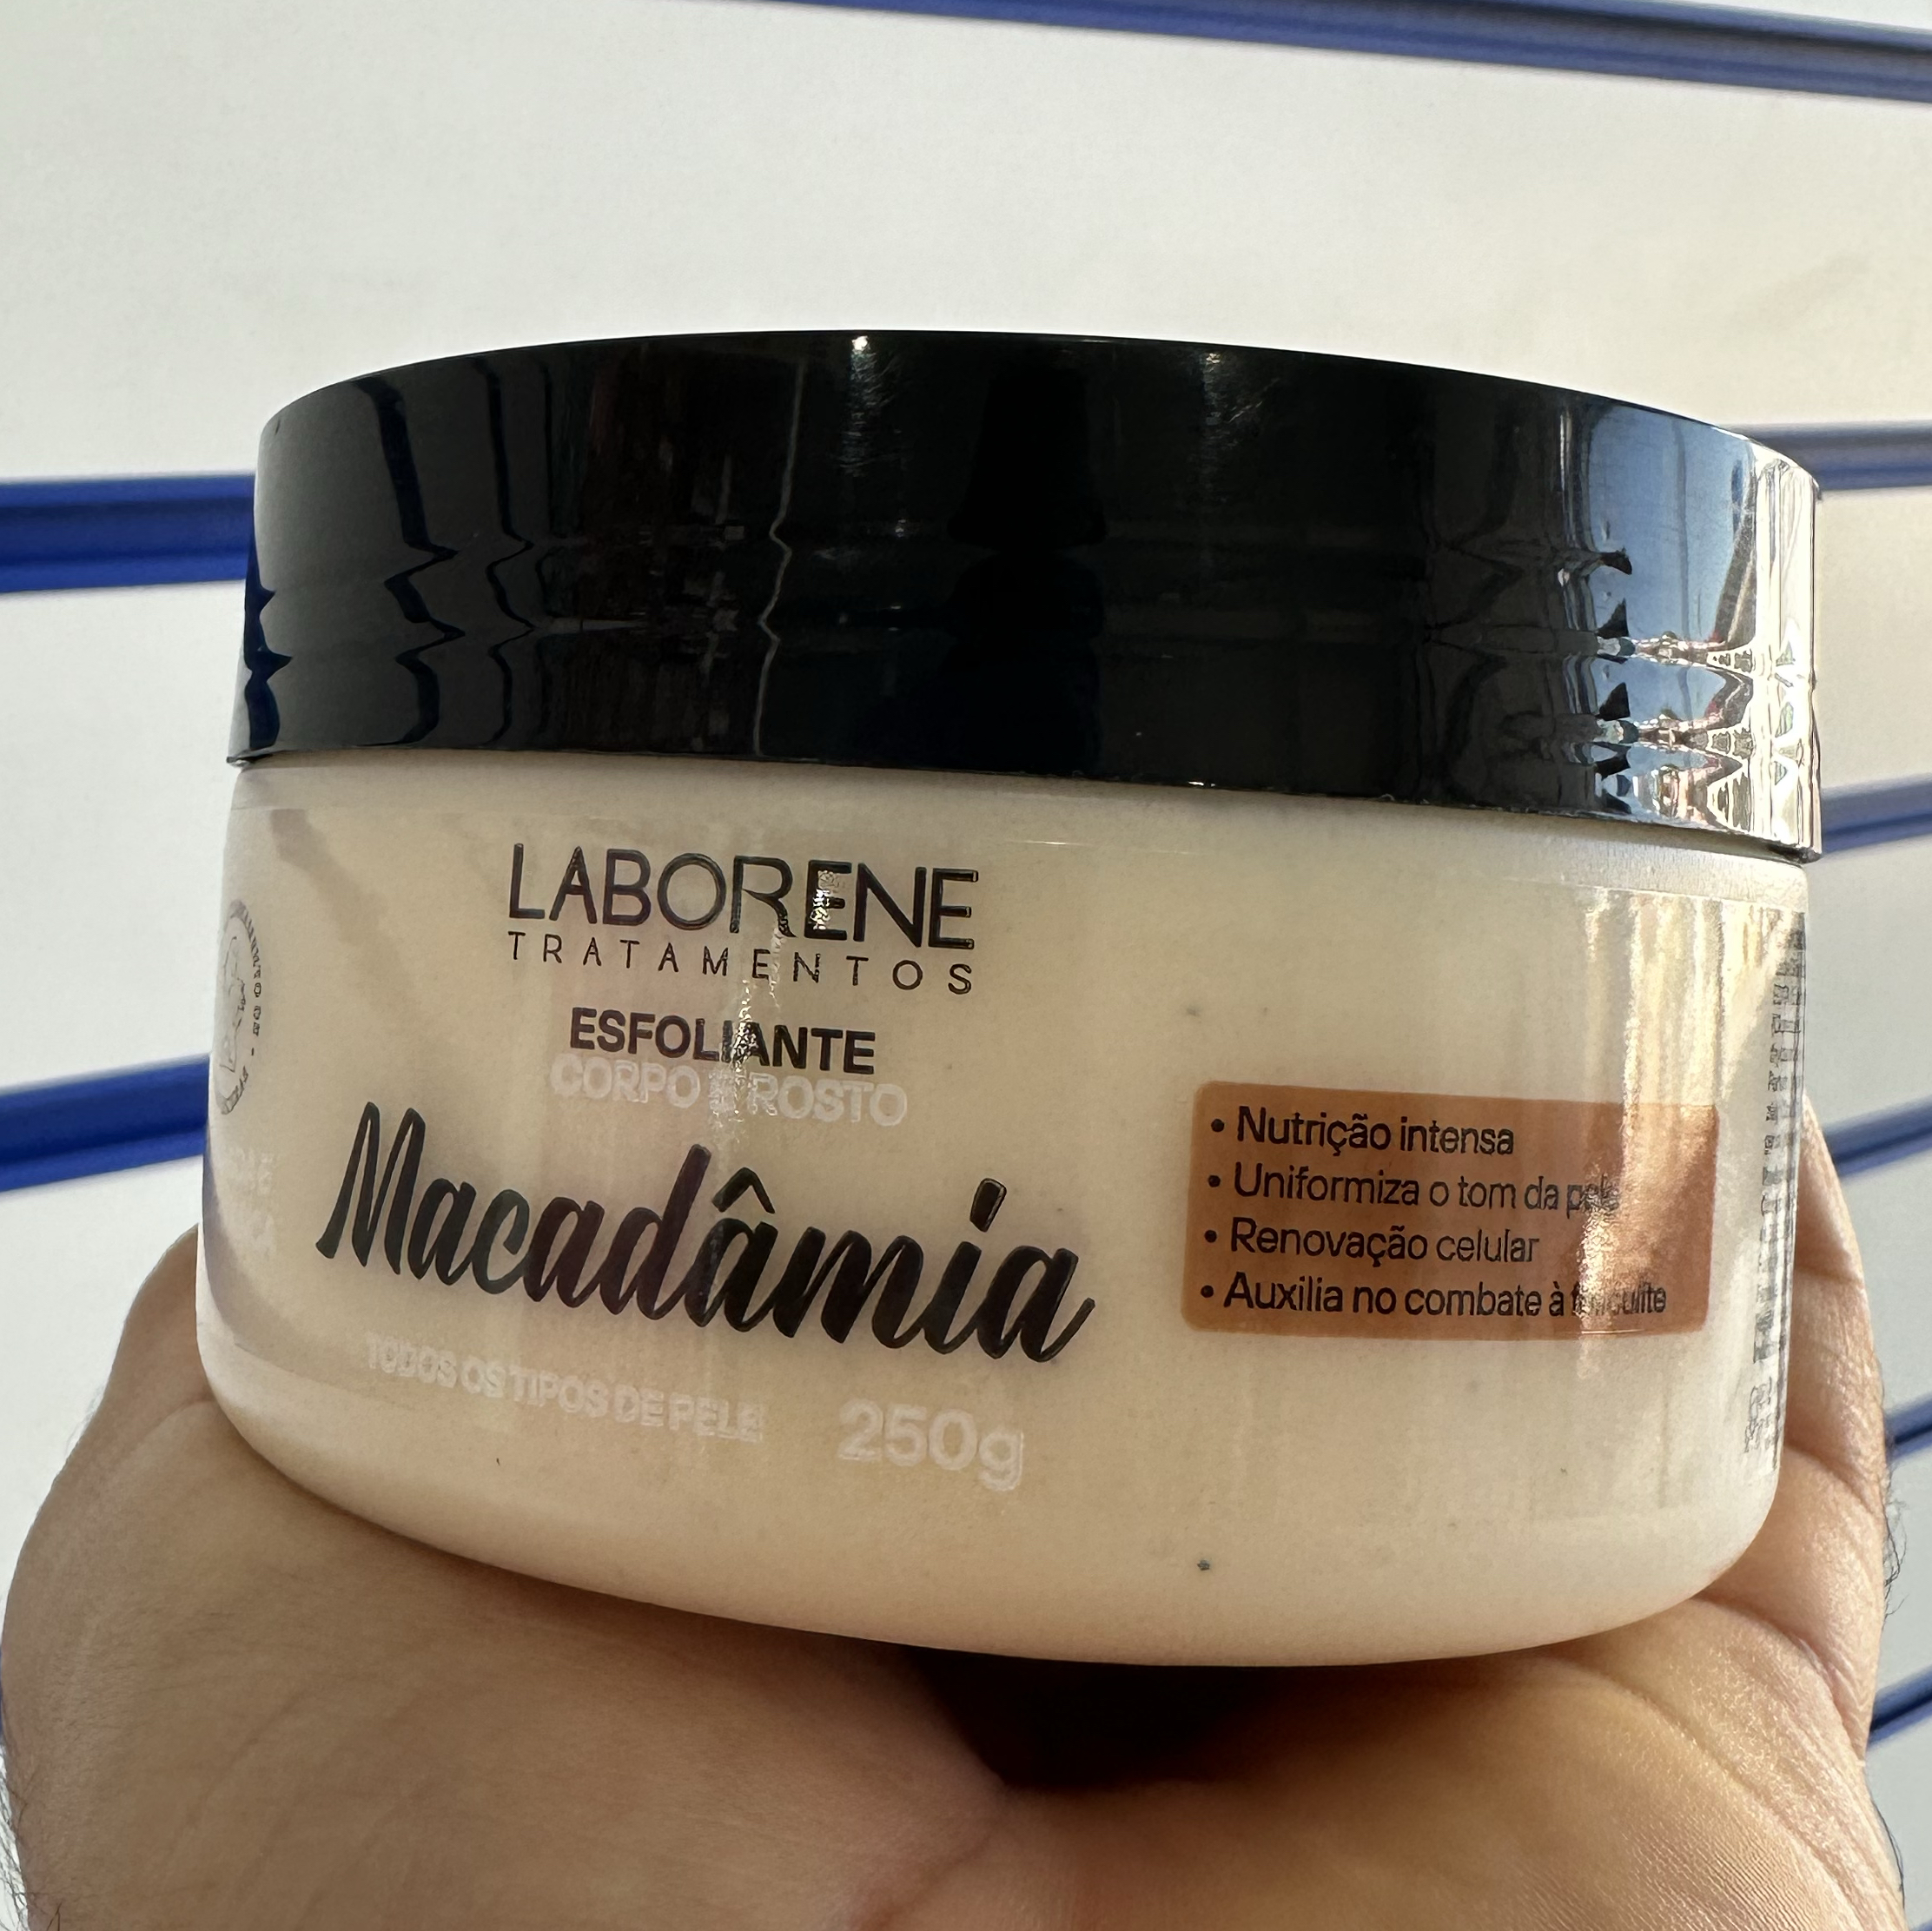 LABORENE
TRATAMENTOS
ESFOLIANTE
CORPO E ROSTO
Macadâmia
TODOS OS TIPOS DE PELE
250g
• Nutrição intensa
• Uniformiza o tom da pele
• Renovação celular
• Auxilia no combate à foliculite